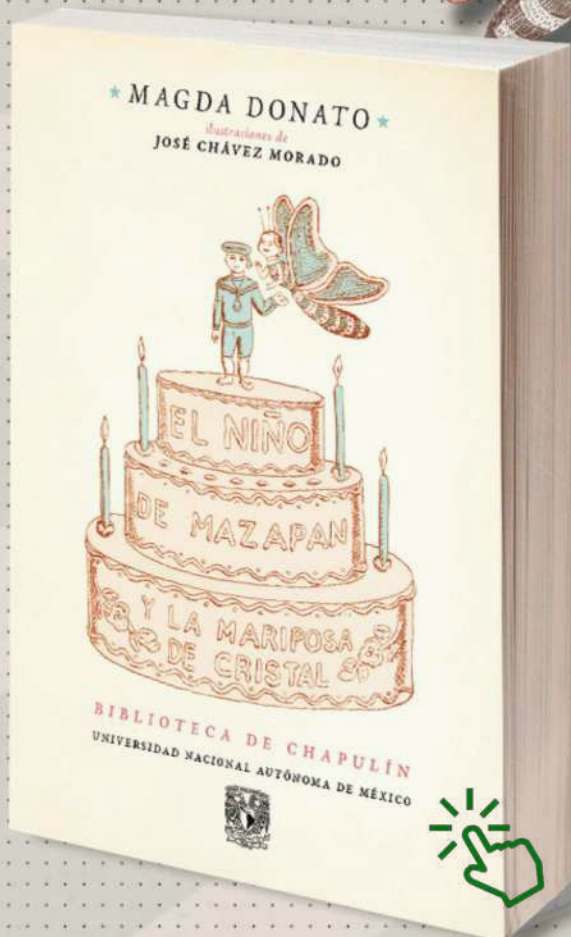 MAGDA DONATO
ilustraciones de
JOSÉ CHÁVEZ MORADO
EL NIÑO
DE MAZAPAN
Y LA MARIPOSA
DE CRISTAL
BIBLIOTECA DE CHAPULÍN
UNIVERSIDAD NACIONAL AUTÓNOMA DE MÉXICO